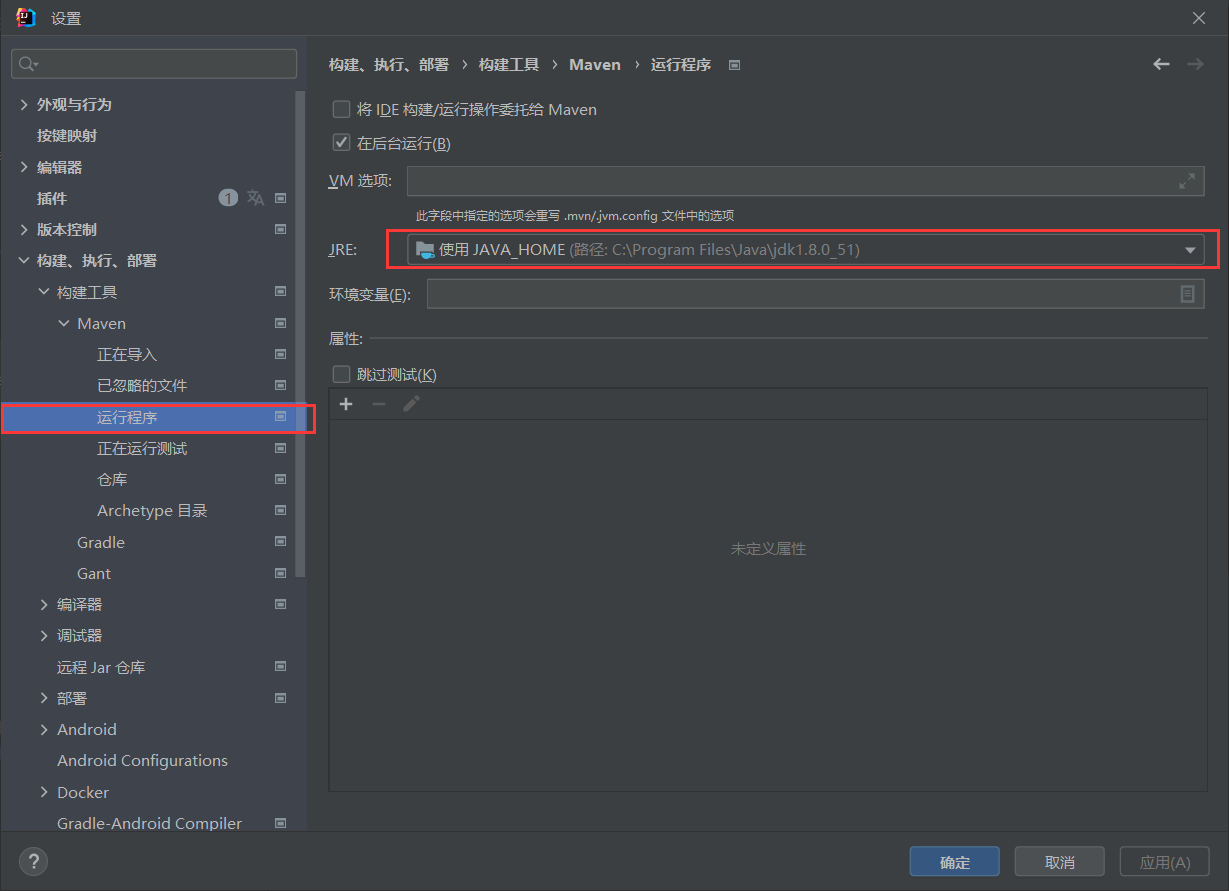 设置
外观与行为
按键映射
编辑器
插件 1
版本控制
构建、执行、部署
构建工具
Maven
正在导入
已忽略的文件
运行程序
正在运行测试
仓库
Archetype 目录
Gradle
Gant
编译器
调试器
远程 Jar 仓库
部署
Android
Android Configurations
Docker
Gradle-Android Compiler
构建、执行、部署 › 构建工具 › Maven › 运行程序
将 IDE 构建/运行操作委托给 Maven
在后台运行(B)
VM 选项:
此字段中指定的选项会重写 .mvn/.jvm.config 文件中的选项
JRE: 使用 JAVA_HOME (路径: C:\Program Files\Java\jdk1.8.0_51)
环境变量(E):
属性:
跳过测试(K)
未定义属性
? 确定 取消 应用(A)